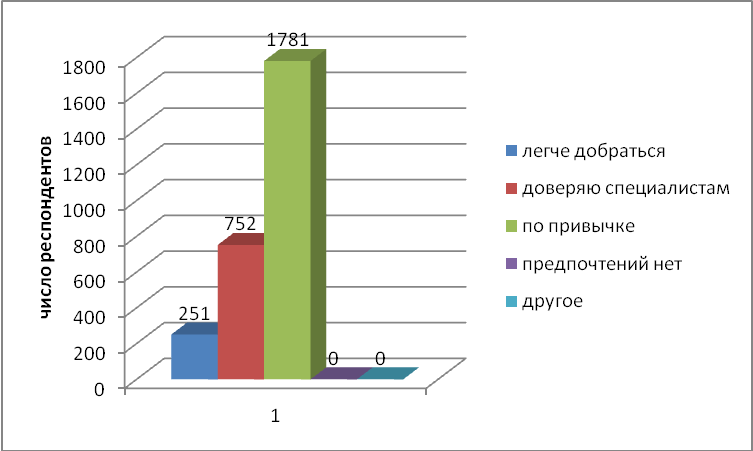 число респондентов
1800
1600
1400
1200
1000
800
600
400
200
0
251
752
1781
0
0
1
легче добраться
доверяю специалистам
по привычке
предпочтений нет
другое